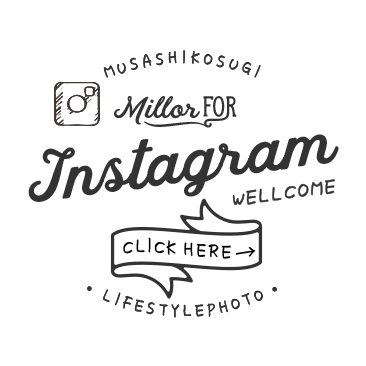 MUSASHIKOSUGI
Millor FOR
Instagram
WELLCOME
CLICK HERE→
• LIFESTYLEPHOTO •